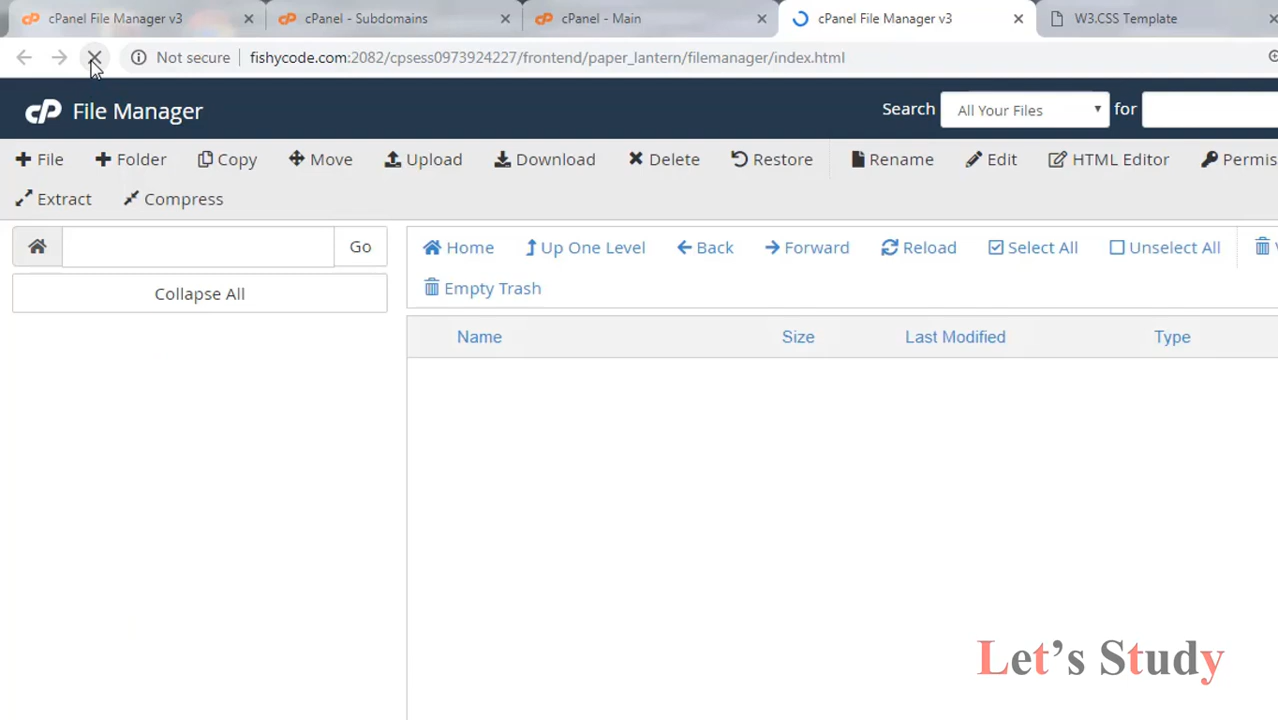 cPanel File Manager v3
cPanel - Subdomains
cPanel - Main
cPanel File Manager v3
W3.CSS Template
Not secure
fishycode.com:2082/cpsess0973924227/frontend/paper_lantern/filemanager/index.html
cP File Manager
Search All Your Files for
File Folder Copy Move Upload Download Delete Restore Rename Edit HTML Editor Permis
Extract Compress
Go
Home Up One Level Back Forward Reload Select All Unselect All
Collapse All
Empty Trash
Name Size Last Modified Type
Let's Study